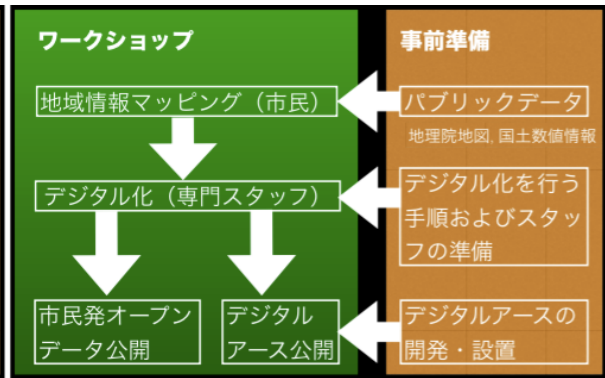 ワークショップ
地域情報マッピング（市民）
デジタル化（専門スタッフ）
市民発オープン
データ公開
デジタル
アース公開
事前準備
パブリックデータ
地理院地図, 国土数値情報
デジタル化を行う
手順およびスタッ
フの準備
デジタルアースの
開発・設置